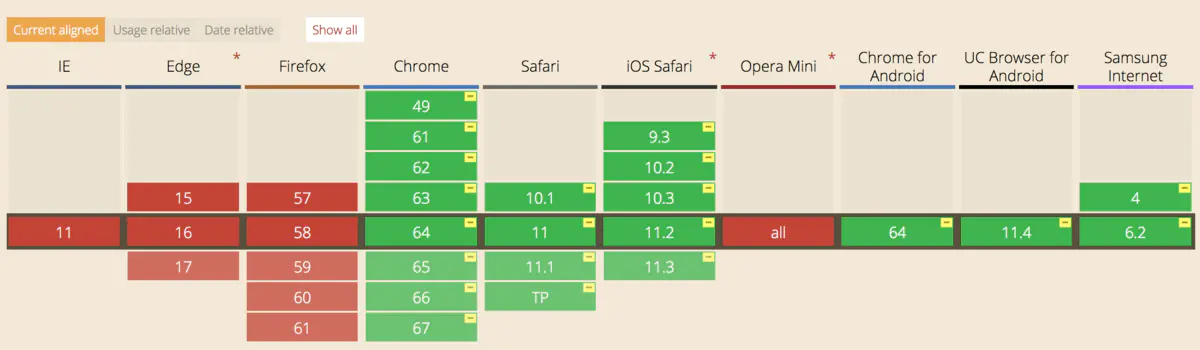 Current aligned Usage relative Date relative Show all
IE Edge * Firefox Chrome Safari iOS Safari * Opera Mini * Chrome for Android UC Browser for Android Samsung Internet
49
61 9.3
62 10.2
15 57 63 10.1 10.3 4
11 16 58 64 11 11.2 all 64 11.4 6.2
17 59 65 11.1 11.3
60 66 TP
61 67